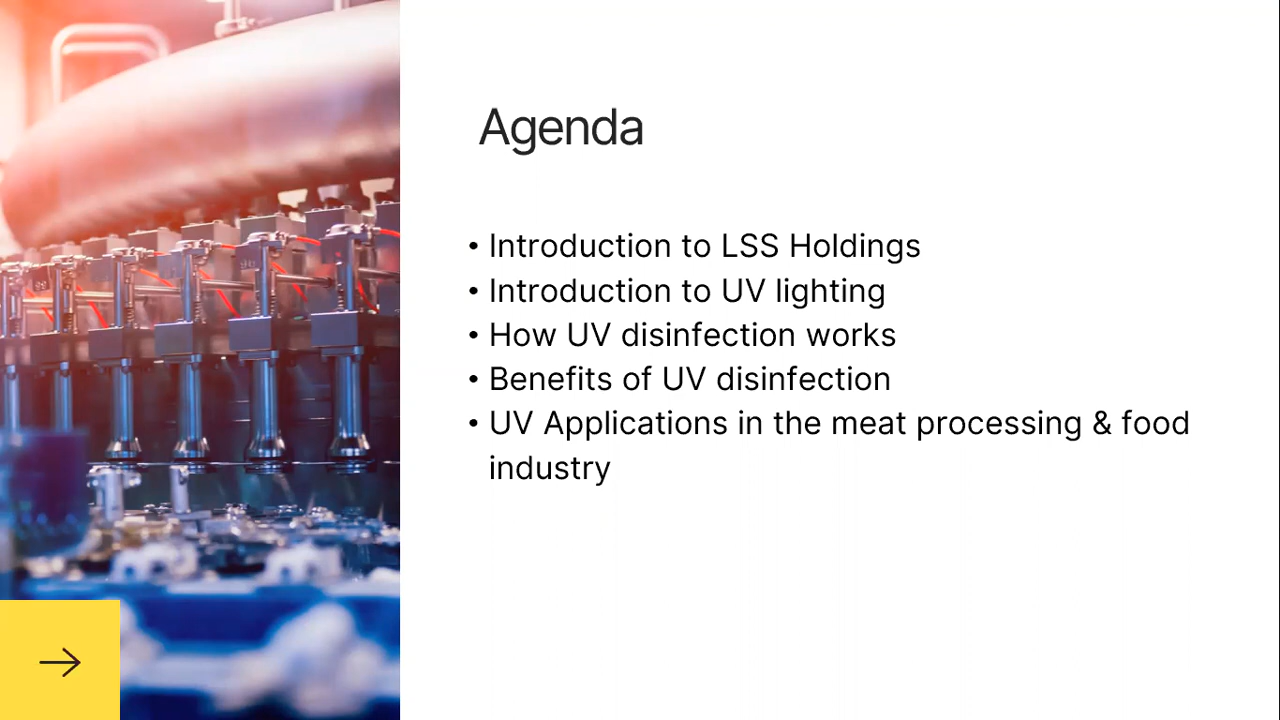 Agenda
• Introduction to LSS Holdings
• Introduction to UV lighting
• How UV disinfection works
• Benefits of UV disinfection
• UV Applications in the meat processing & food
industry